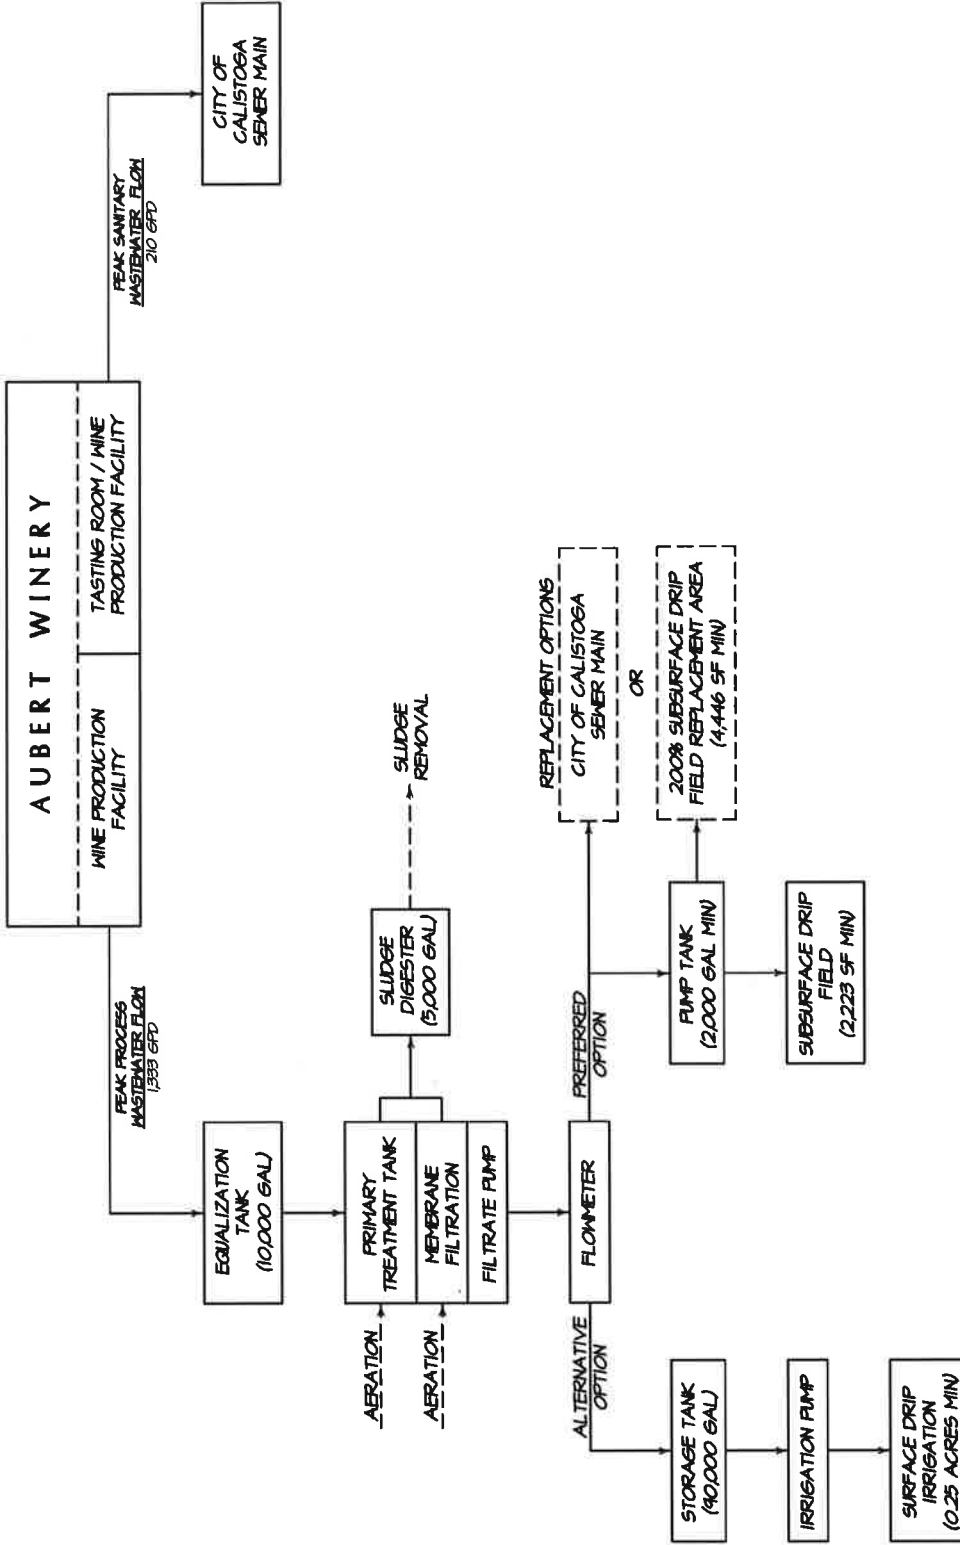 AUBERT WINERY
WINE PRODUCTION
FACILITY
TASTING ROOM / WINE
PRODUCTION FACILITY
PEAK PROCESS
WASTEWATER FLOW
1,333 GPD
PEAK SANITARY
WASTEWATER FLOW
210 GPD
CITY OF
CALISTOGA
SEWER MAIN
EQUALIZATION
TANK
(10,000 GAL)
AERATION
AERATION
PRIMARY
TREATMENT TANK
MEMBRANE
FILTRATION
FILTRATE PUMP
SLUDGE
DIGESTER
(5,000 GAL)
SLUDGE
REMOVAL
ALTERNATIVE
OPTION
FLOWMETER
PREFERRED
OPTION
REPLACEMENT OPTIONS
CITY OF CALISTOGA
SEWER MAIN
OR
200% SUBSURFACE DRIP
FIELD REPLACEMENT AREA
(4,446 SF MIN)
STORAGE TANK
(90,000 GAL)
PUMP TANK
(2,000 GAL MIN)
IRRIGATION PUMP
SUBSURFACE DRIP
FIELD
(2,223 SF MIN)
SURFACE DRIP
IRRIGATION
(0.25 ACRES MIN)